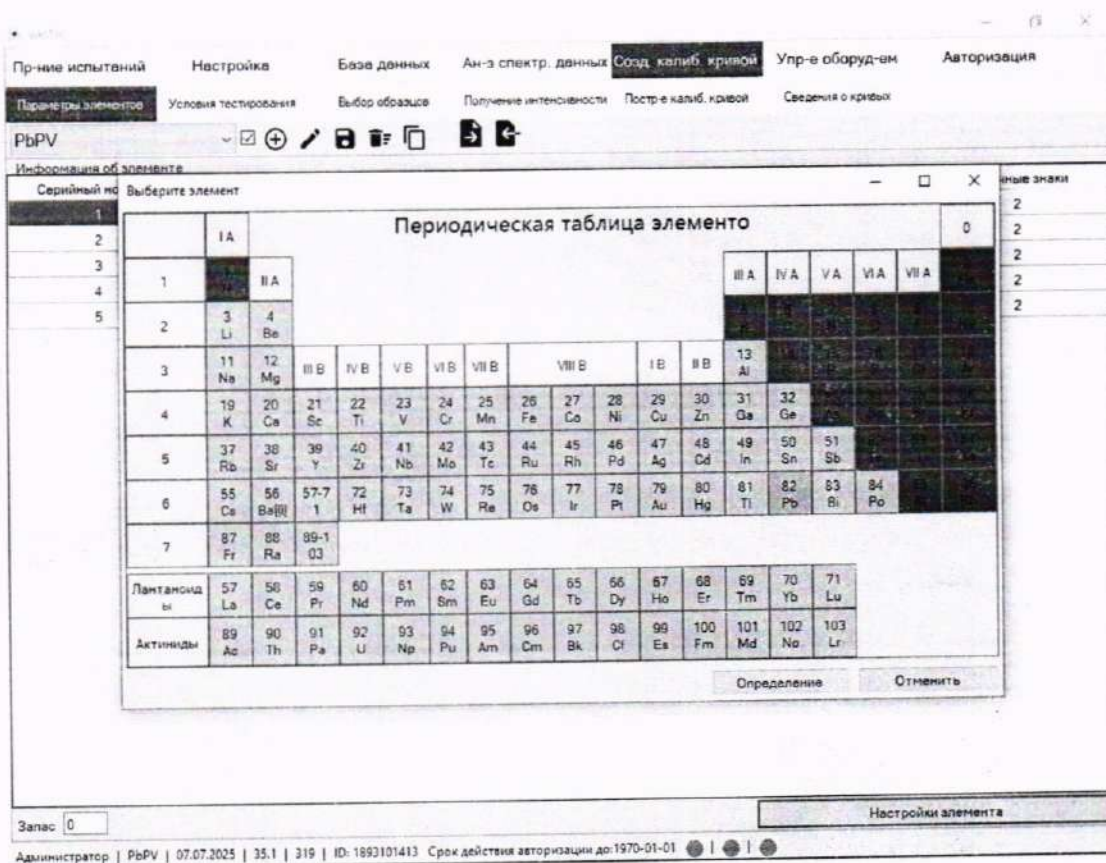 Пр-ние испытаний Настройка База данных Ан-з спектр. данных Созд. калиб. кривой Упр-е оборуд-ем Авторизация
Параметры элементов Условия тестирования Выбор образцов Получение интенсивности Постр-е калиб. кривой Сведения о кривых
PbPV
Информация об элементе
Серийный но
чные знаки
1 2
2 2
3 2
4 2
5 2
Выберите элемент
Периодическая таблица элементо
I A 0
1 II A III A IV A V A VI A VII A
2 3 Li 4 Be
3 11 Na 12 Mg III B IV B V B VI B VII B VIII B I B II B 13 Al
4 19 K 20 Ca 21 Sc 22 Ti 23 V 24 Cr 25 Mn 26 Fe 27 Co 28 Ni 29 Cu 30 Zn 31 Ga 32 Ge
5 37 Rb 38 Sr 39 Y 40 Zr 41 Nb 42 Mo 43 Tc 44 Ru 45 Rh 46 Pd 47 Ag 48 Cd 49 In 50 Sn 51 Sb
6 55 Cs 56 Ba[0] 57-71 72 Hf 73 Ta 74 W 75 Re 76 Os 77 Ir 78 Pt 79 Au 80 Hg 81 Tl 82 Pb 83 Bi 84 Po
7 87 Fr 88 Ra 89-103
Лантаноиды 57 La 58 Ce 59 Pr 60 Nd 61 Pm 62 Sm 63 Eu 64 Gd 65 Tb 66 Dy 67 Ho 68 Er 69 Tm 70 Yb 71 Lu
Актиниды 89 Ac 90 Th 91 Pa 92 U 93 Np 94 Pu 95 Am 96 Cm 97 Bk 98 Cf 99 Es 100 Fm 101 Md 102 No 103 Lr
Определение Отменить
Запас 0
Настройки элемента
Администратор | PbPV | 07.07.2025 | 35.1 | 319 | ID: 1893101413 Срок действия авторизации до:1970-01-01